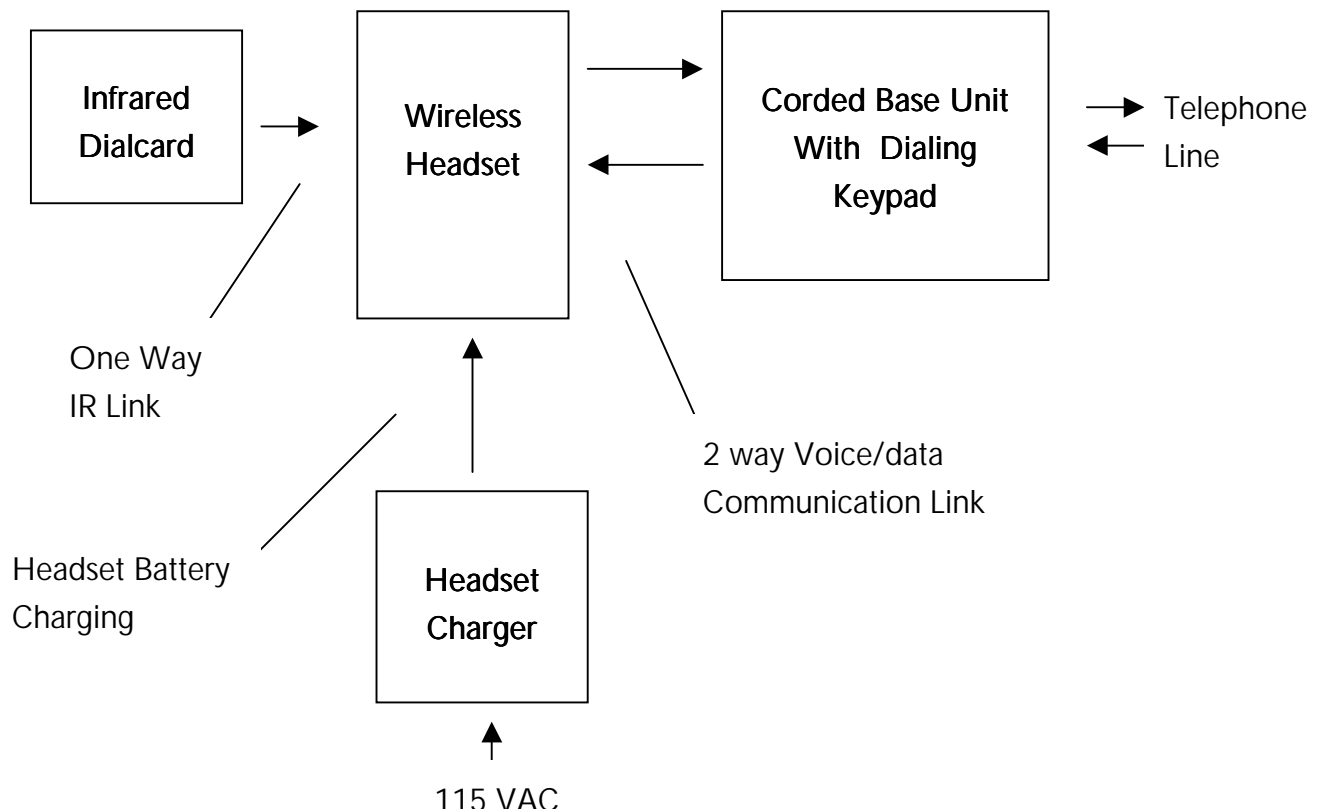 Infrared
Dialcard
Wireless
Headset
Corded Base Unit
With Dialing
Keypad
Telephone
Line
One Way
IR Link
2 way Voice/data
Communication Link
Headset Battery
Charging
Headset
Charger
115 VAC